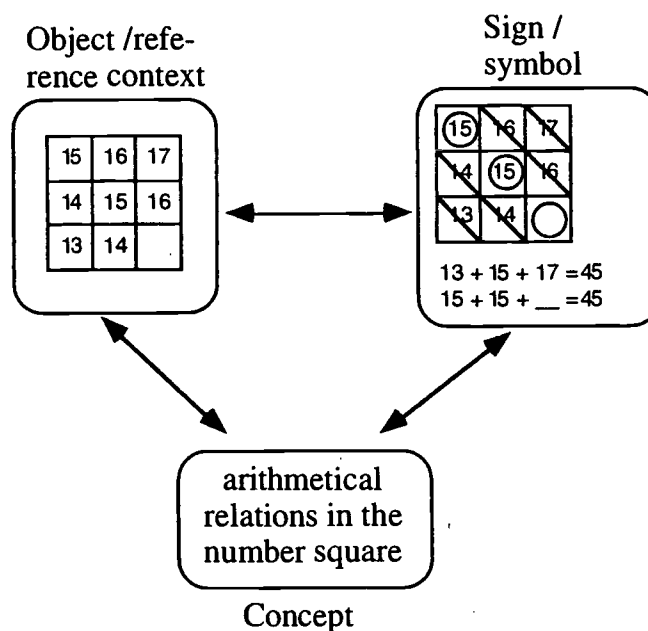 Object /refe-
rence context
15 16 17
14 15 16
13 14
Sign /
symbol
15 16 17
14 15 16
13 14
13 + 15 + 17 =45
15 + 15 + __ =45
arithmetical
relations in the
number square
Concept